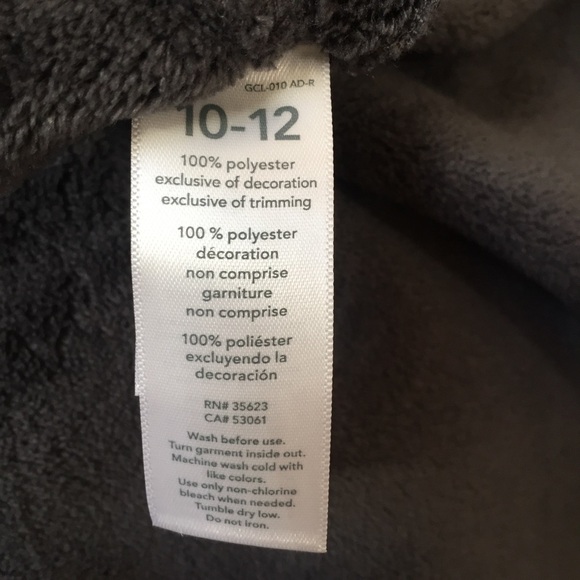 GCL-010 AD-R
10-12
100% polyester
exclusive of decoration
exclusive of trimming
100 % polyester
décoration
non comprise
garniture
non comprise
100% poliéster
excluyendo la
decoración
RN# 35623
CA# 53061
Wash before use.
Turn garment inside out.
Machine wash cold with
like colors.
Use only non-chlorine
bleach when needed.
Tumble dry low.
Do not iron.